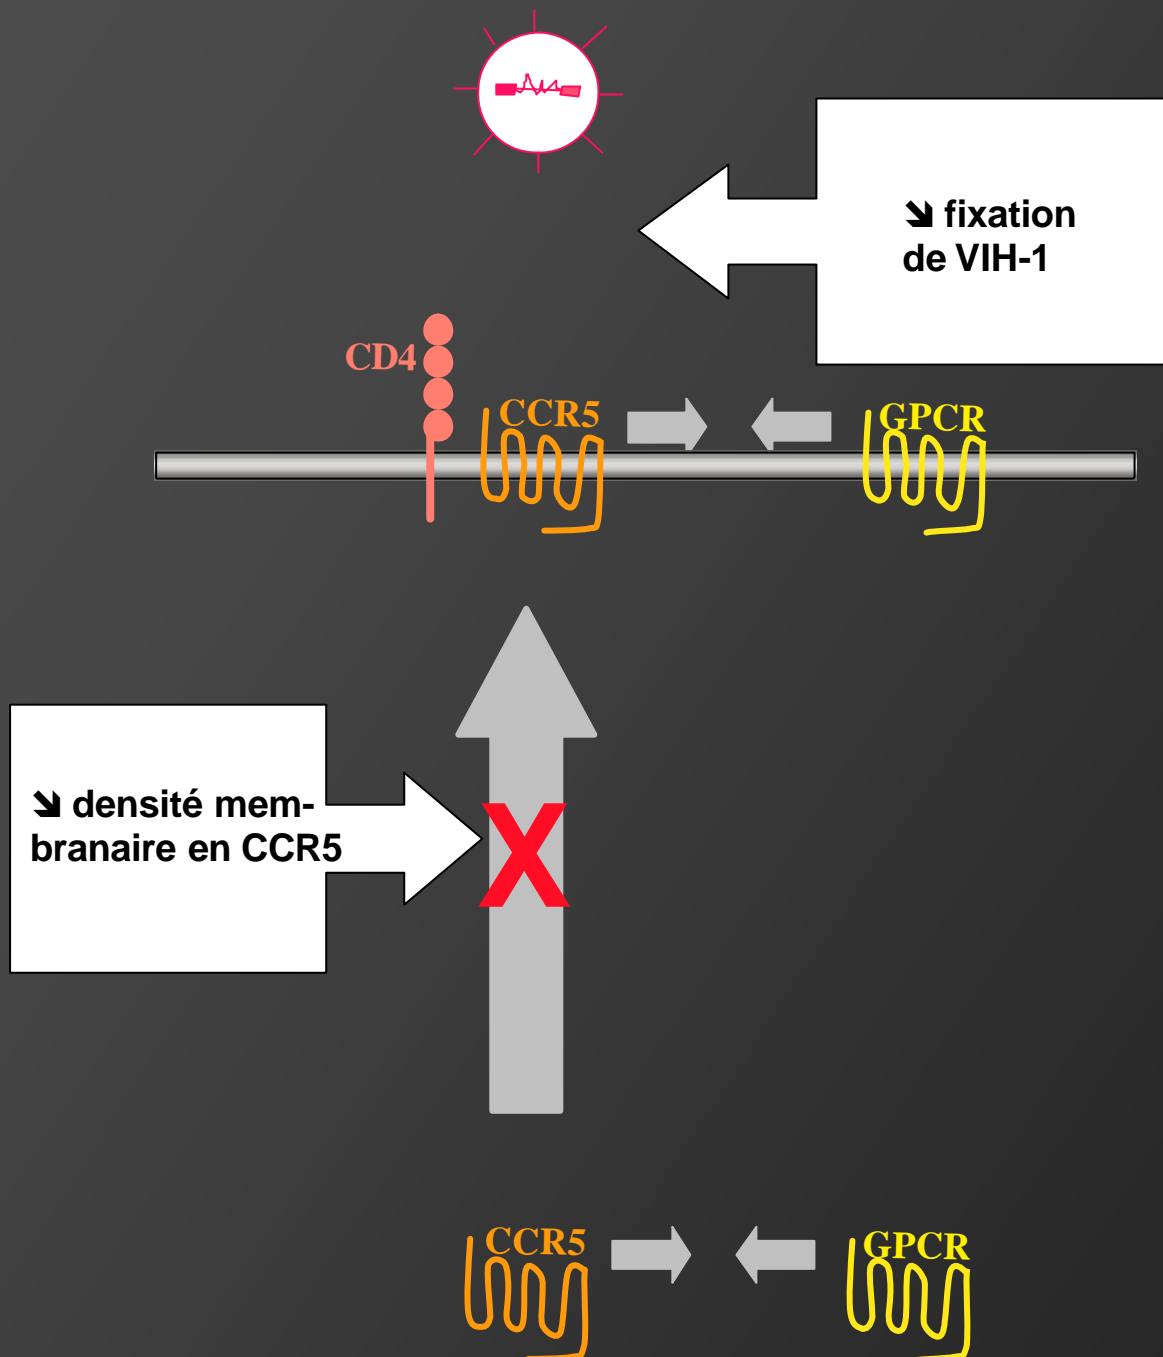 ⬊ fixation
de VIH-1
CD4
CCR5
GPCR
⬊ densité mem-
branaire en CCR5
X
CCR5
GPCR